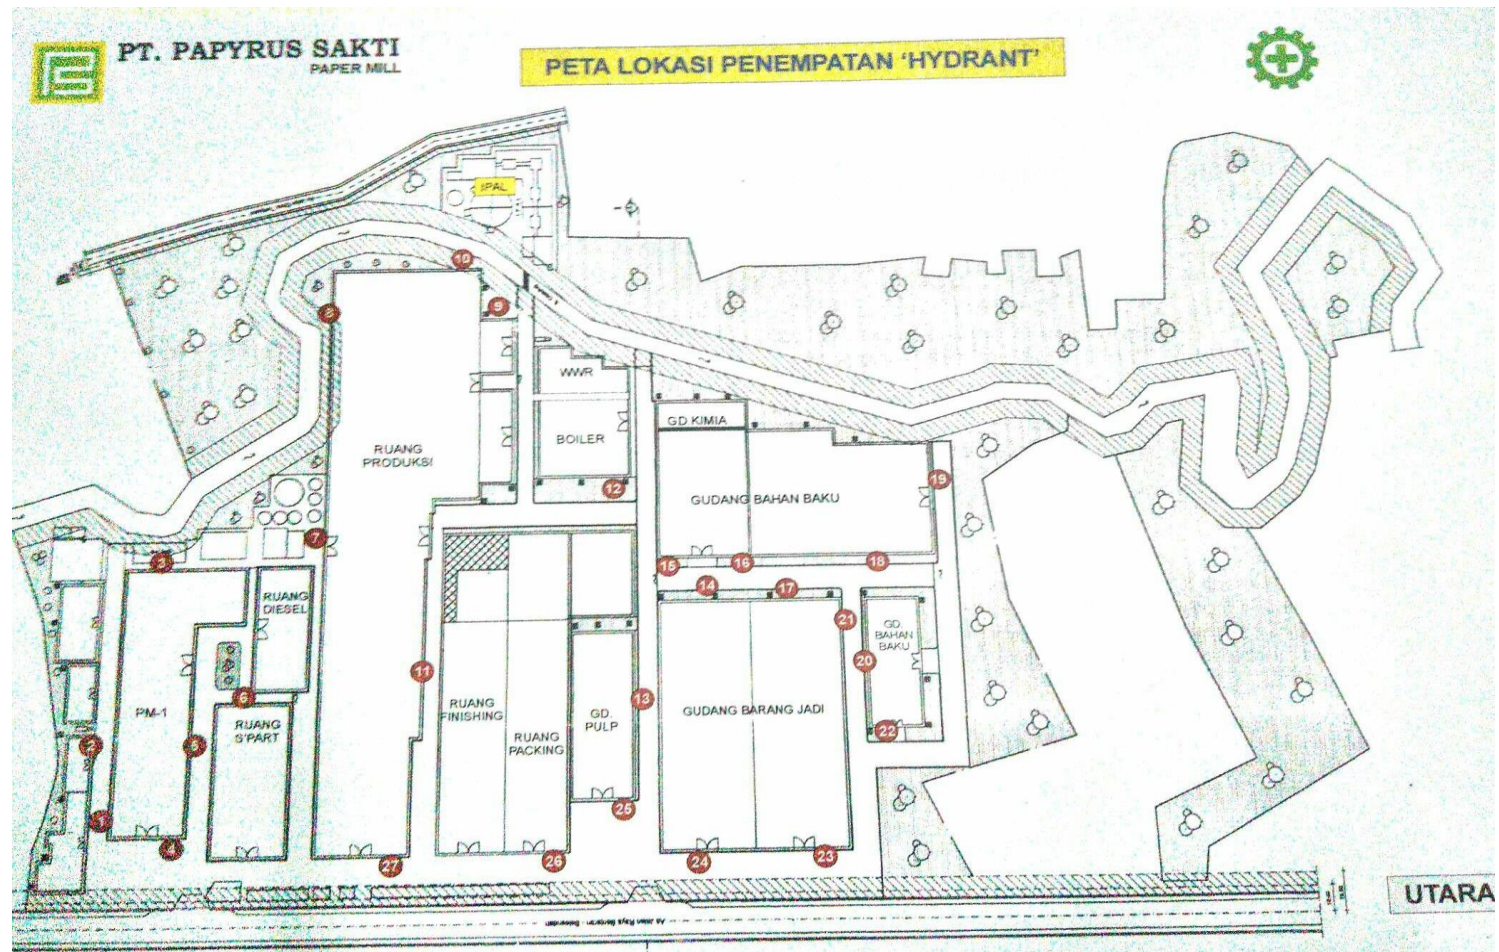 PT. PAPYRUS SAKTI
PAPER MILL
PETA LOKASI PENEMPATAN 'HYDRANT'
IPAL
10
9
8
WWR
GD KIMIA
BOILER
RUANG
PRODUKSI
12
GUDANG BAHAN BAKU
19
7
3
15
16
18
14
17
RUANG
DIESEL
21
GD.
BAHAN
BAKU
20
11
6
13
PM-1
RUANG
S'PART
RUANG
FINISHING
RUANG
PACKING
GD.
PULP
GUDANG BARANG JADI
22
2
5
1
4
25
27
26
24
23
UTARA